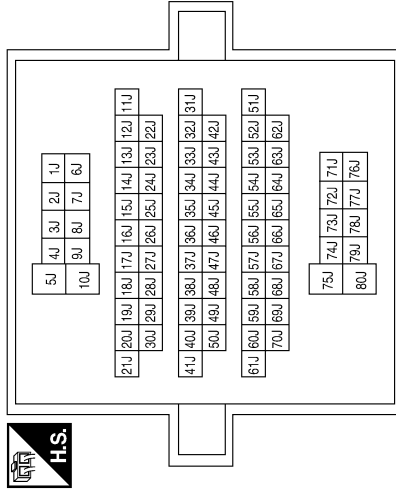 H.S.
5J 4J 3J 2J 1J
10J 9J 8J 7J 6J
21J 20J 19J 18J 17J 16J 15J 14J 13J 12J 11J
30J 29J 28J 27J 26J 25J 24J 23J 22J
41J 40J 39J 38J 37J 36J 35J 34J 33J 32J 31J
50J 49J 48J 47J 46J 45J 44J 43J 42J
61J 60J 59J 58J 57J 56J 55J 54J 53J 52J 51J
70J 69J 68J 67J 66J 65J 64J 63J 62J
75J 74J 73J 72J 71J
80J 79J 78J 77J 76J